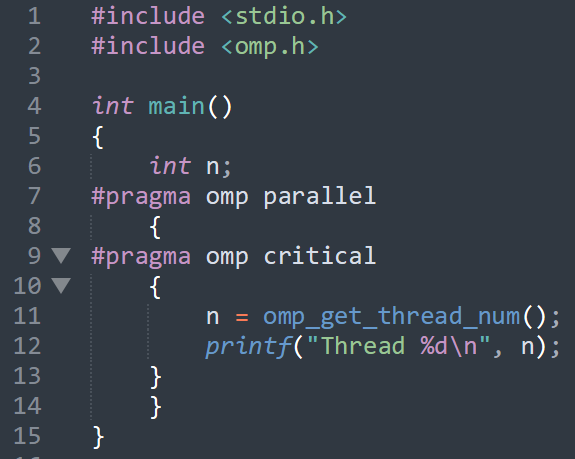 1 #include <stdio.h>
2 #include <omp.h>
3
4 int main()
5 {
6     int n;
7 #pragma omp parallel
8     {
9 #pragma omp critical
10     {
11         n = omp_get_thread_num();
12         printf("Thread %d\n", n);
13     }
14     }
15 }